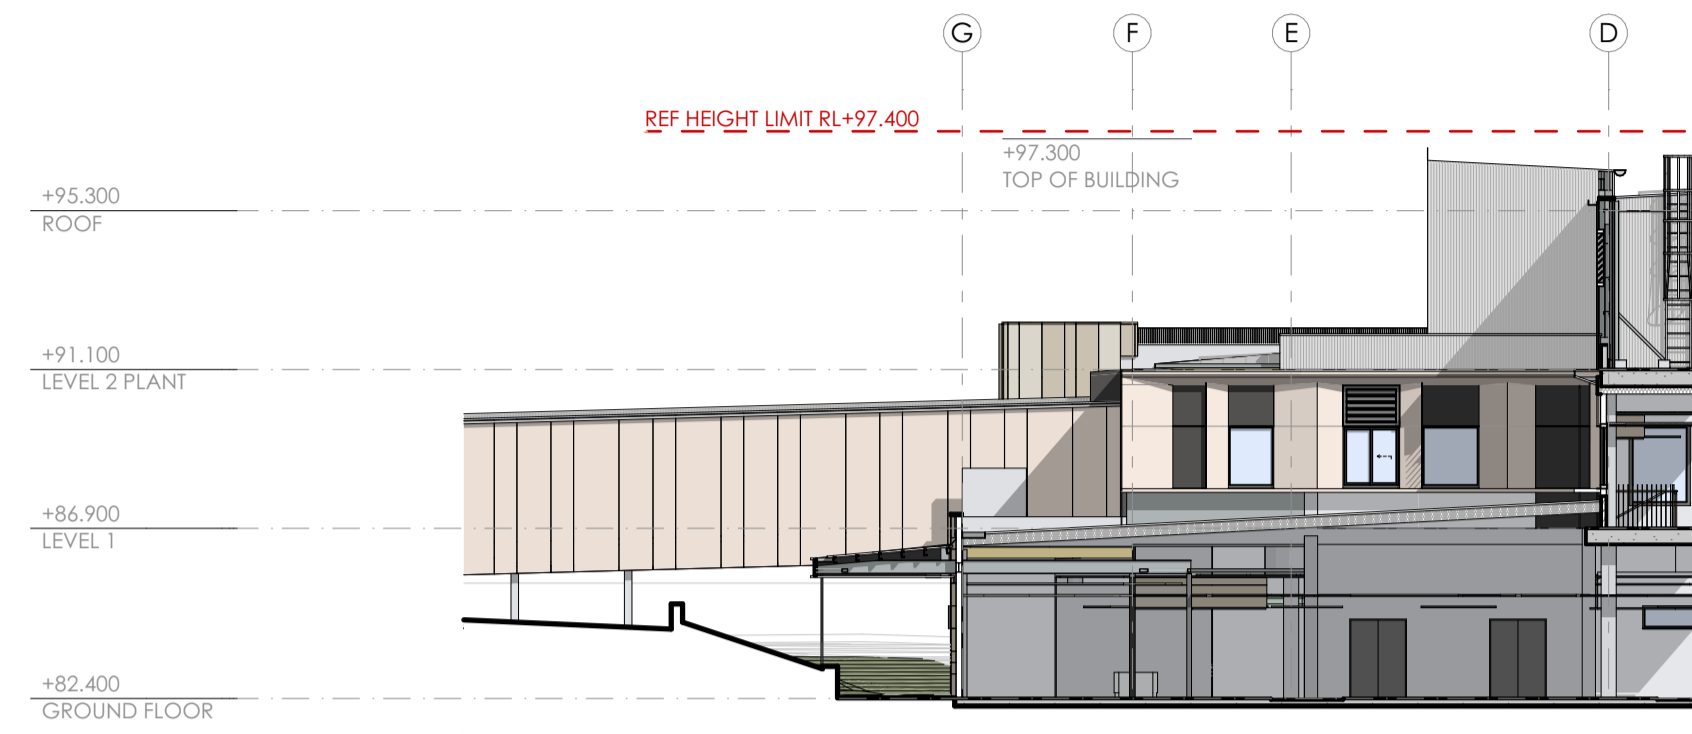 G F E D
REF HEIGHT LIMIT RL+97.400
+97.300
TOP OF BUILDING
+95.300
ROOF
+91.100
LEVEL 2 PLANT
+86.900
LEVEL 1
+82.400
GROUND FLOOR